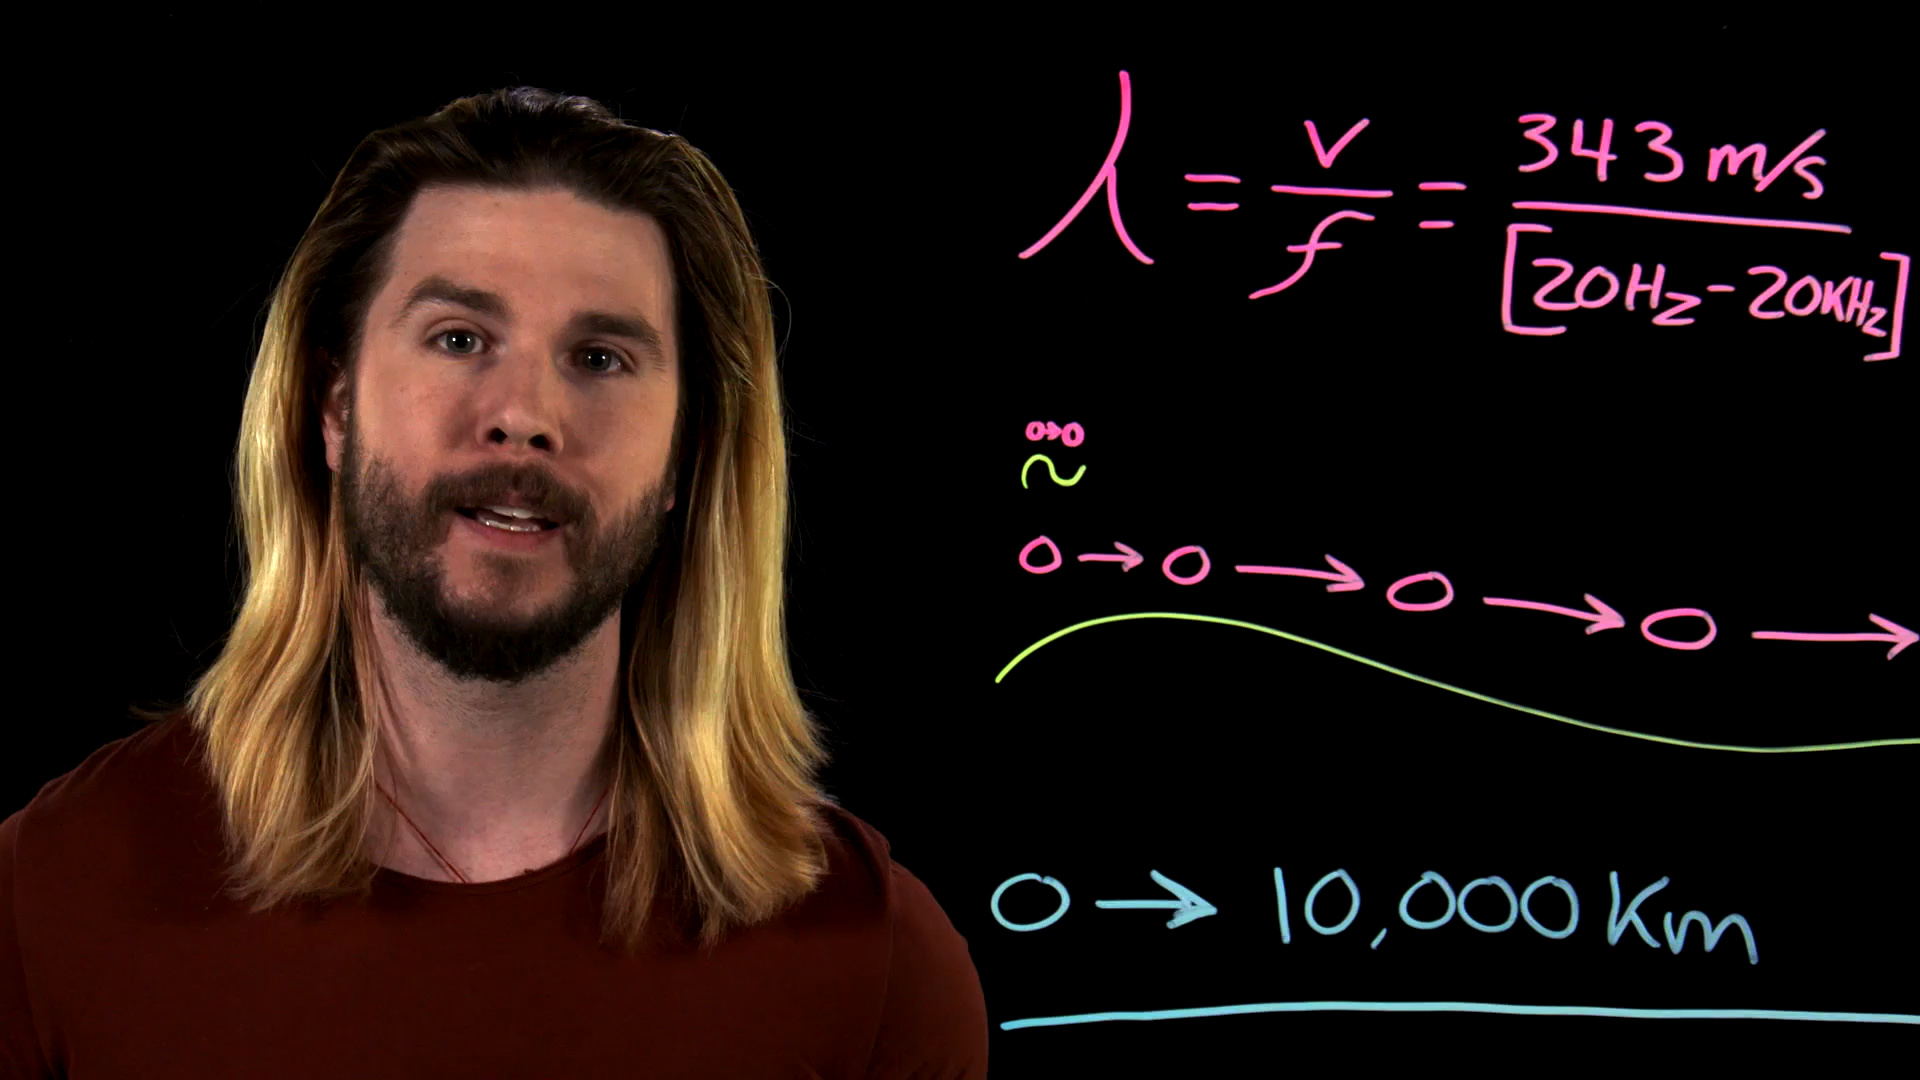 λ = v/f = 343 m/s / [20Hz - 20KHz]
O→O
~
O → O → O → O →
O → 10,000 Km